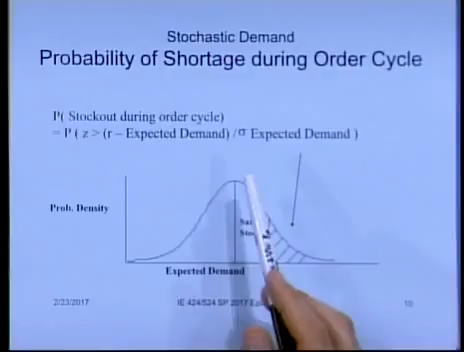 Stochastic Demand
Probability of Shortage during Order Cycle
P( Stockout during order cycle)
= P ( z > (r – Expected Demand) / σ Expected Demand )
Prob. Density
Expected Demand
2/23/2017
IE 424/524 SP 2017
10